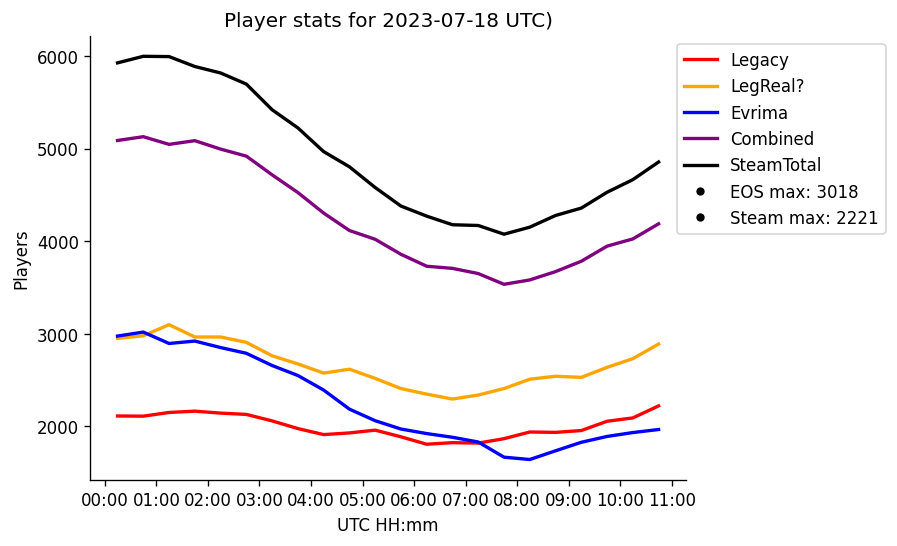 Player stats for 2023-07-18 UTC)
Legacy
LegReal?
Evrima
Combined
SteamTotal
EOS max: 3018
Steam max: 2221
Players
6000
5000
4000
3000
2000
00:00 01:00 02:00 03:00 04:00 05:00 06:00 07:00 08:00 09:00 10:00 11:00
UTC HH:mm